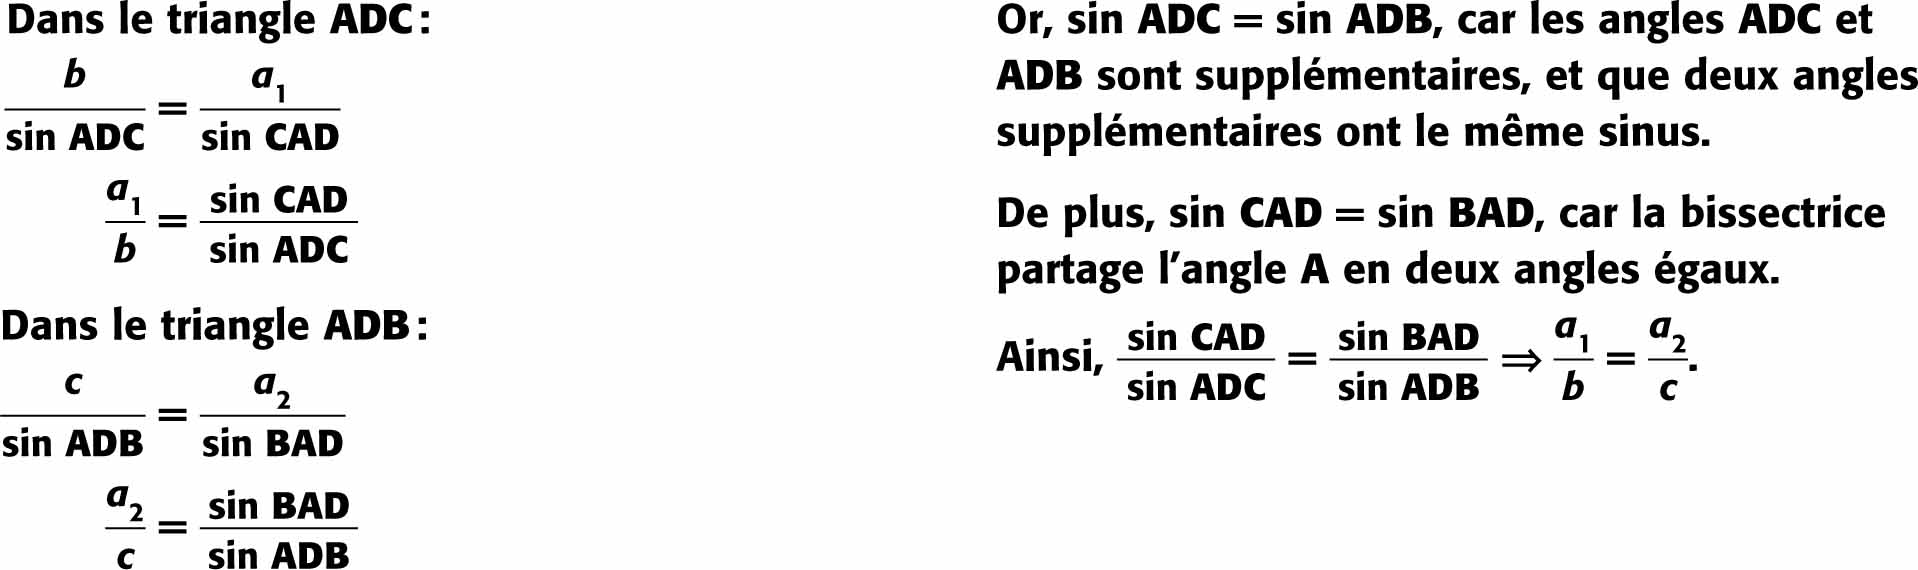 Dans le triangle ADC :
b / sin ADC = a₁ / sin CAD
a₁ / b = sin CAD / sin ADC
Dans le triangle ADB :
c / sin ADB = a₂ / sin BAD
a₂ / c = sin BAD / sin ADB
Or, sin ADC = sin ADB, car les angles ADC et
ADB sont supplémentaires, et que deux angles
supplémentaires ont le même sinus.
De plus, sin CAD = sin BAD, car la bissectrice
partage l’angle A en deux angles égaux.
Ainsi, sin CAD / sin ADC = sin BAD / sin ADB ⇒ a₁ / b = a₂ / c.